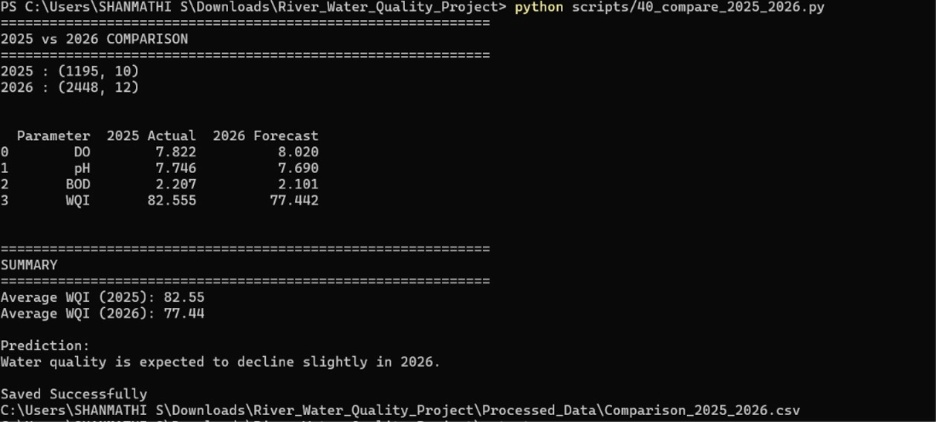 PS C:\Users\SHANMATHI S\Downloads\River_Water_Quality_Project> python scripts/40_compare_2025_2026.py
============================================================
2025 vs 2026 COMPARISON
============================================================
2025 : (1195, 10)
2026 : (2448, 12)
Parameter 2025 Actual 2026 Forecast
0 DO 7.822 8.020
1 pH 7.746 7.690
2 BOD 2.207 2.101
3 WQI 82.555 77.442
============================================================
SUMMARY
============================================================
Average WQI (2025): 82.55
Average WQI (2026): 77.44
Prediction:
Water quality is expected to decline slightly in 2026.
Saved Successfully
C:\Users\SHANMATHI S\Downloads\River_Water_Quality_Project\Processed_Data\Comparison_2025_2026.csv